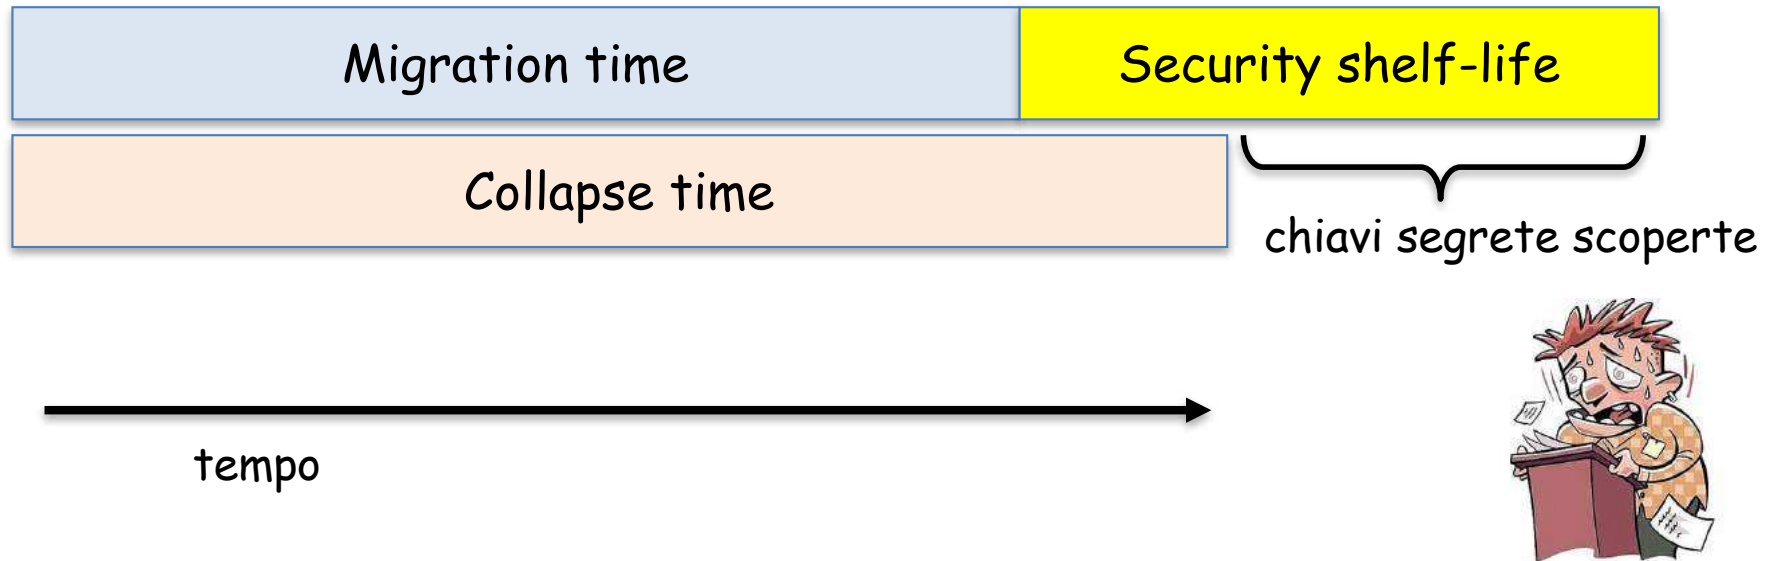 Migration time
Security shelf-life
Collapse time
chiavi segrete scoperte
tempo